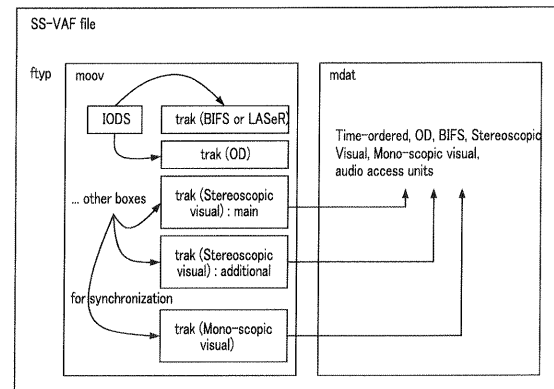 SS-VAF file
ftyp
moov
mdat
IODS
trak (BIFS or LASeR)
trak (OD)
... other boxes
trak (Stereoscopic
visual) : main
trak (Stereoscopic
visual) : additional
for synchronization
trak (Mono-scopic
visual)
Time-ordered, OD, BIFS, Stereoscopic
Visual, Mono-scopic visual,
audio access units